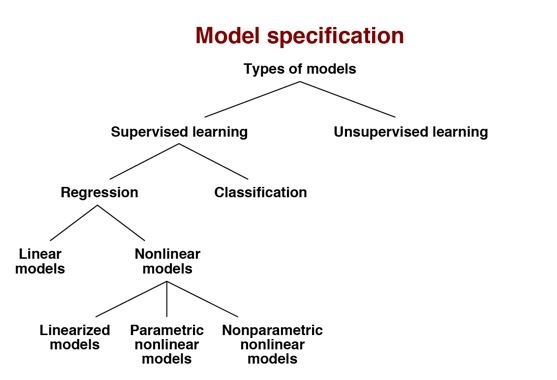 Model specification
Types of models
Supervised learning
Unsupervised learning
Regression
Classification
Linear
models
Nonlinear
models
Linearized
models
Parametric
nonlinear
models
Nonparametric
nonlinear
models